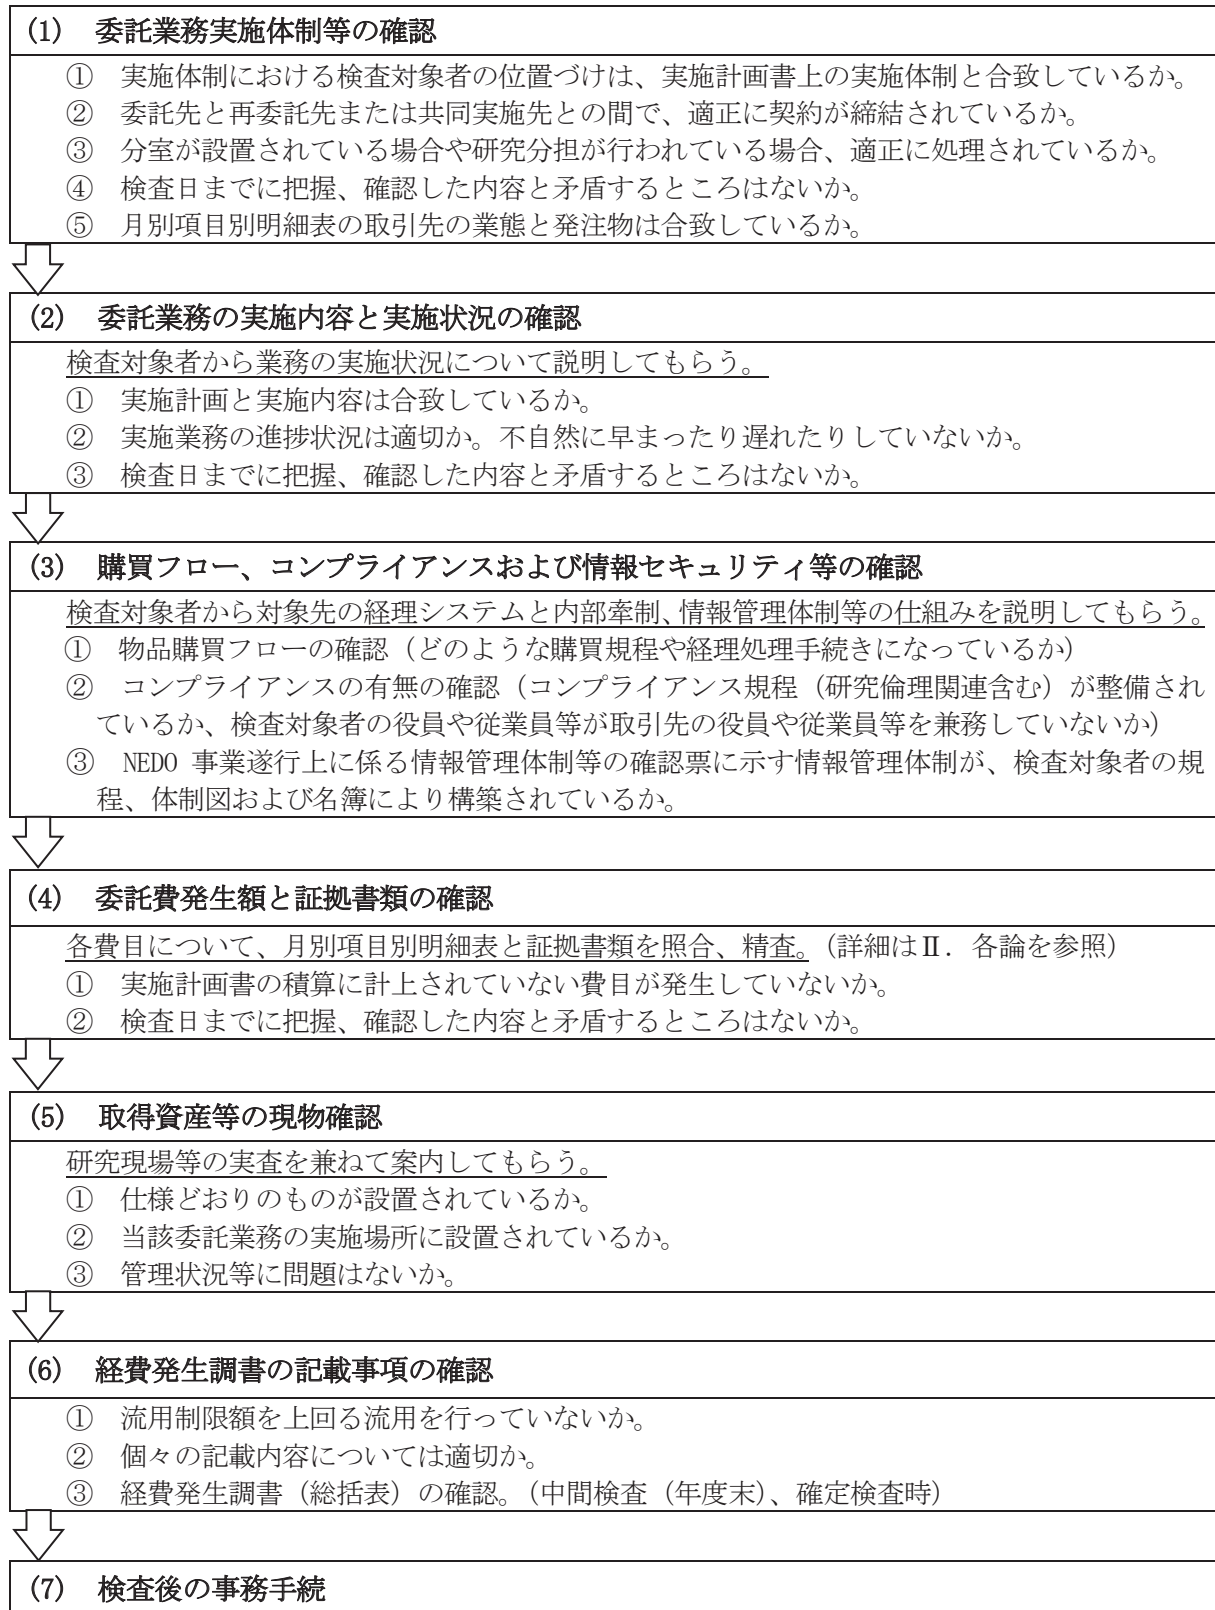 (1) 委託業務実施体制等の確認
① 実施体制における検査対象者の位置づけは、実施計画書上の実施体制と合致しているか。
② 委託先と再委託先または共同実施先との間で、適正に契約が締結されているか。
③ 分室が設置されている場合や研究分担が行われている場合、適正に処理されているか。
④ 検査日までに把握、確認した内容と矛盾するところはないか。
⑤ 月別項目別明細表の取引先の業態と発注物は合致しているか。
(2) 委託業務の実施内容と実施状況の確認
検査対象者から業務の実施状況について説明してもらう。
① 実施計画と実施内容は合致しているか。
② 実施業務の進捗状況は適切か。不自然に早まったり遅れたりしていないか。
③ 検査日までに把握、確認した内容と矛盾するところはないか。
(3) 購買フロー、コンプライアンスおよび情報セキュリティ等の確認
検査対象者から対象先の経理システムと内部牽制、情報管理体制等の仕組みを説明してもらう。
① 物品購買フローの確認（どのような購買規程や経理処理手続きになっているか）
② コンプライアンスの有無の確認（コンプライアンス規程（研究倫理関連含む）が整備され
ているか、検査対象者の役員や従業員等が取引先の役員や従業員等を兼務していないか）
③ NEDO 事業遂行上に係る情報管理体制等の確認票に示す情報管理体制が、検査対象者の規
程、体制図および名簿により構築されているか。
(4) 委託費発生額と証拠書類の確認
各費目について、月別項目別明細表と証拠書類を照合、精査。（詳細はⅡ．各論を参照）
① 実施計画書の積算に計上されていない費目が発生していないか。
② 検査日までに把握、確認した内容と矛盾するところはないか。
(5) 取得資産等の現物確認
研究現場等の実査を兼ねて案内してもらう。
① 仕様どおりのものが設置されているか。
② 当該委託業務の実施場所に設置されているか。
③ 管理状況等に問題はないか。
(6) 経費発生調書の記載事項の確認
① 流用制限額を上回る流用を行っていないか。
② 個々の記載内容については適切か。
③ 経費発生調書（総括表）の確認。（中間検査（年度末）、確定検査時）
(7) 検査後の事務手続